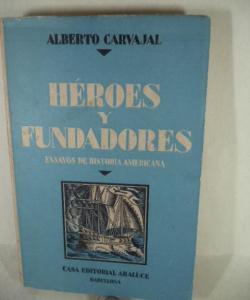 ALBERTO CARVAJAL
HÉROES
Y
FUNDADORES
ENSAYOS DE HISTORIA AMERICANA
CASA EDITORIAL ARALUCE
BARCELONA